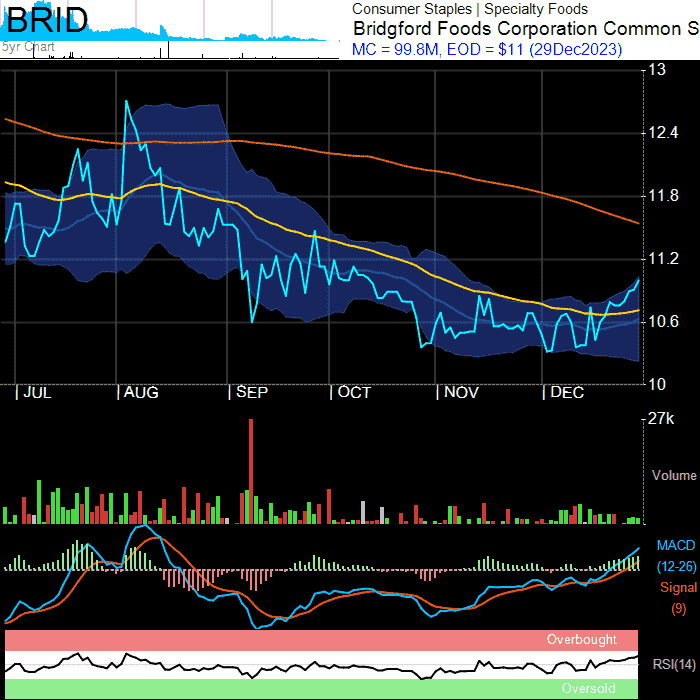 BRID
5yr Chart
Consumer Staples | Specialty Foods
Bridgford Foods Corporation Common S
MC = 99.8M, EOD = $11 (29Dec2023)
13
12.4
11.8
11.2
10.6
10
JUL AUG SEP OCT NOV DEC
27k
Volume
MACD
(12-26)
Signal
(9)
Overbought
RSI(14)
Oversold